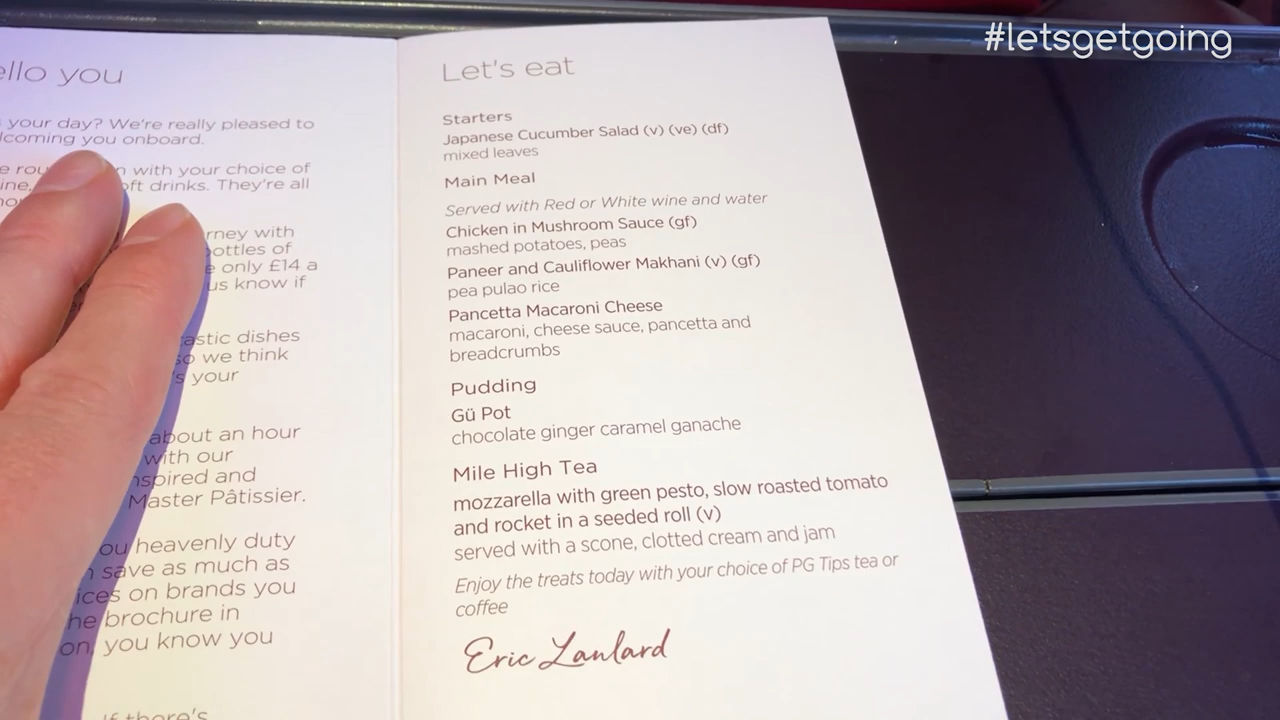 #letsgetgoing
ello you
your day? We're really pleased to
lcoming you onboard.
with your choice of
ine, oft drinks. They're all
rney with
ottles of
only £14 a
us know if
astic dishes
so we think
your
about an hour
with our
nspired and
Master Pâtissier.
ou heavenly duty
save as much as
ices on brands you
he brochure in
on, you know you
If there's
Let's eat
Starters
Japanese Cucumber Salad (v) (ve) (df)
mixed leaves
Main Meal
Served with Red or White wine and water
Chicken in Mushroom Sauce (gf)
mashed potatoes, peas
Paneer and Cauliflower Makhani (v) (gf)
pea pulao rice
Pancetta Macaroni Cheese
macaroni, cheese sauce, pancetta and
breadcrumbs
Pudding
Gü Pot
chocolate ginger caramel ganache
Mile High Tea
mozzarella with green pesto, slow roasted tomato
and rocket in a seeded roll (v)
served with a scone, clotted cream and jam
Enjoy the treats today with your choice of PG Tips tea or
coffee
Eric Lanlard